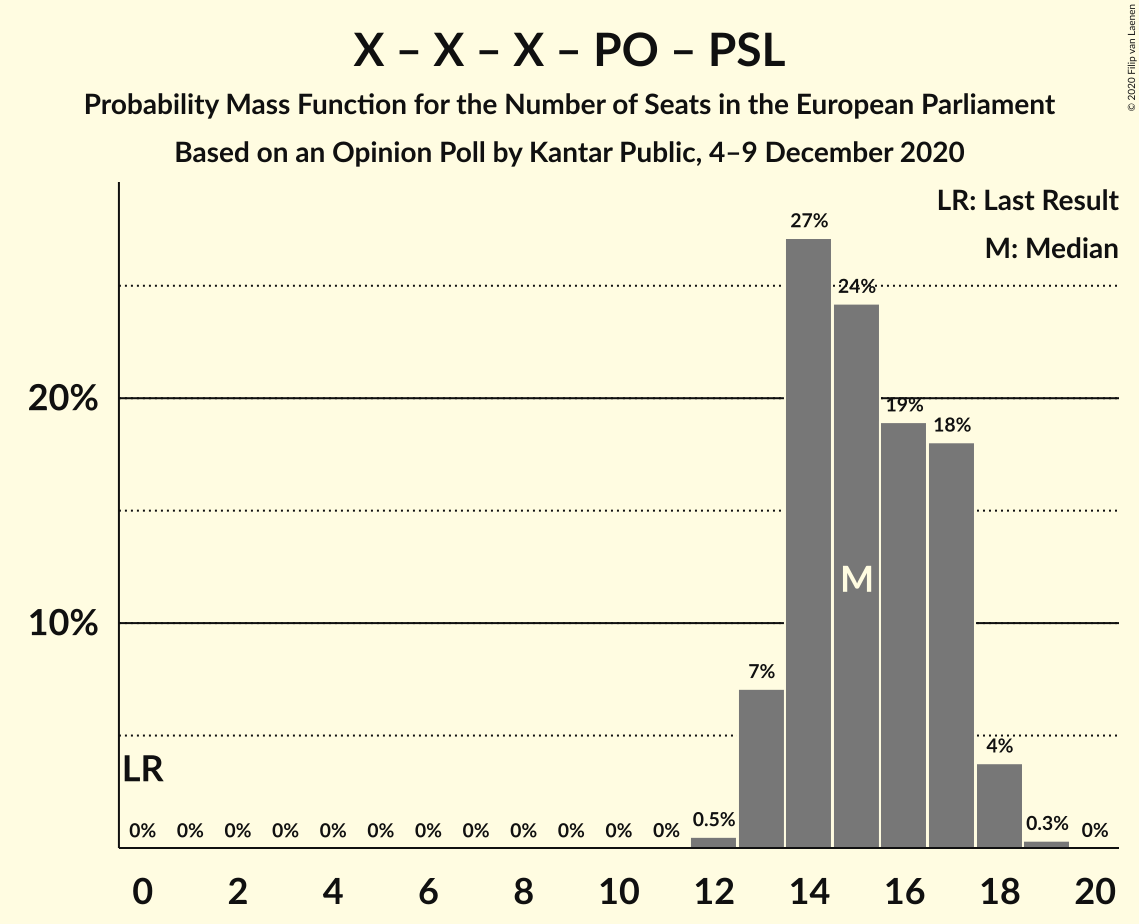 X – X – X – PO – PSL
Probability Mass Function for the Number of Seats in the European Parliament
Based on an Opinion Poll by Kantar Public, 4–9 December 2020
© 2020 Filip van Laenen
LR: Last Result
M: Median
27%
24%
20%
19%
18%
M
10%
7%
4%
LR
0% 0% 0% 0% 0% 0% 0% 0% 0% 0% 0% 0% 0.5% 0.3% 0%
0 2 4 6 8 10 12 14 16 18 20